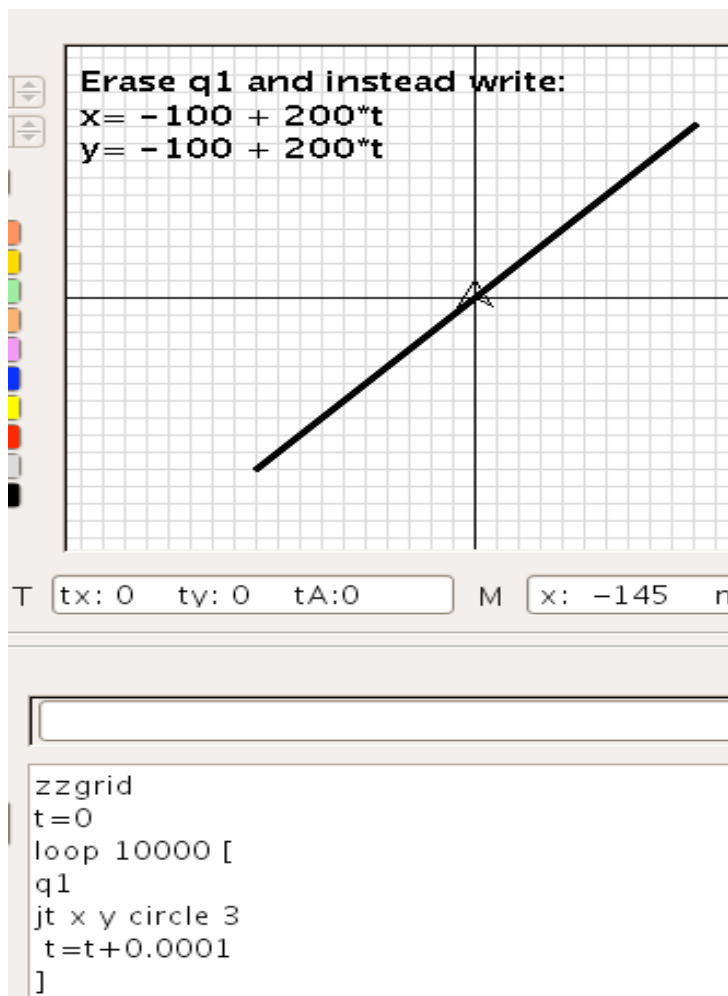 Erase q1 and instead write:
x= -100 + 200*t
y= -100 + 200*t
T tx: 0 ty: 0 tA:0 M x: -145
zzgrid
t=0
loop 10000 [
q1
jt x y circle 3
t=t+0.0001
]